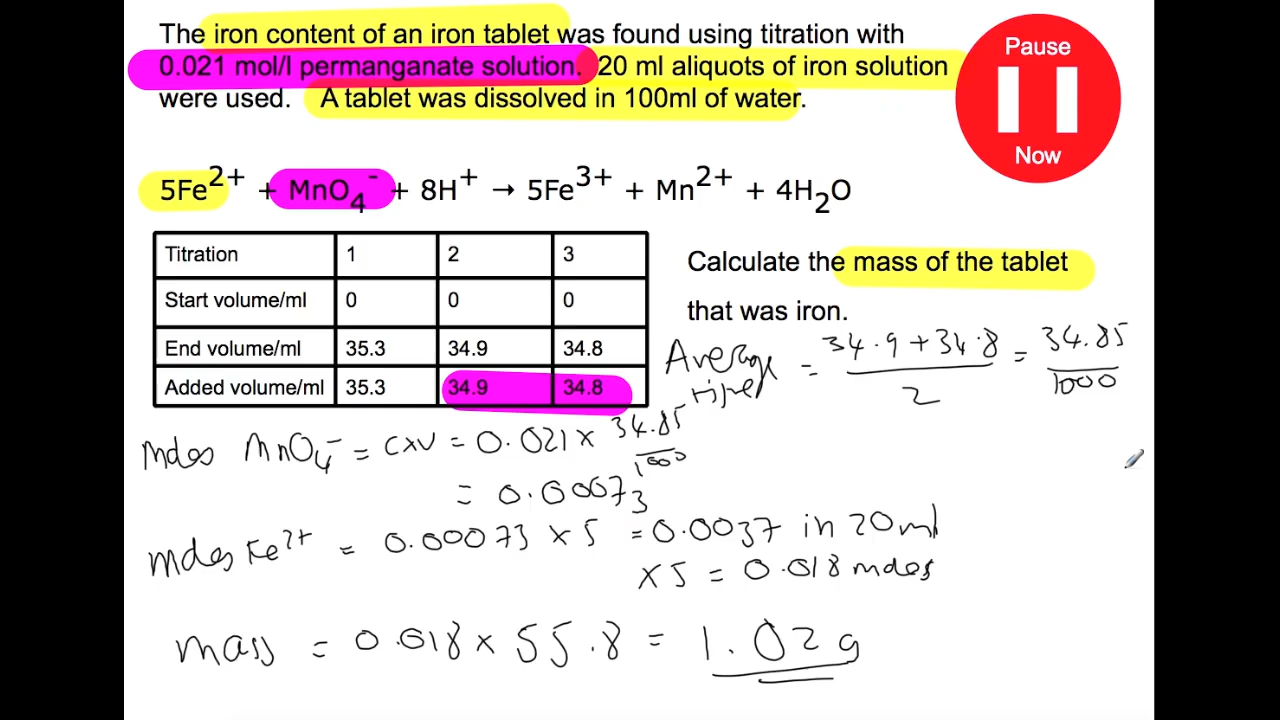 The iron content of an iron tablet was found using titration with
0.021 mol/l permanganate solution. 20 ml aliquots of iron solution
were used. A tablet was dissolved in 100ml of water.
Pause
Now
5Fe²⁺ + MnO₄⁻ + 8H⁺ → 5Fe³⁺ + Mn²⁺ + 4H₂O
Titration 1 2 3
Start volume/ml 0 0 0
End volume/ml 35.3 34.9 34.8
Added volume/ml 35.3 34.9 34.8
Calculate the mass of the tablet
that was iron.
Average = 34.9 + 34.8 / 2 = 34.85 / 1000
moles MnO₄⁻ = C×V = 0.021 × 34.85 / 1000
= 0.00073
moles Fe²⁺ = 0.00073 × 5 = 0.0037 in 20ml
× 5 = 0.018 moles
mass = 0.018 × 55.8 = 1.02g